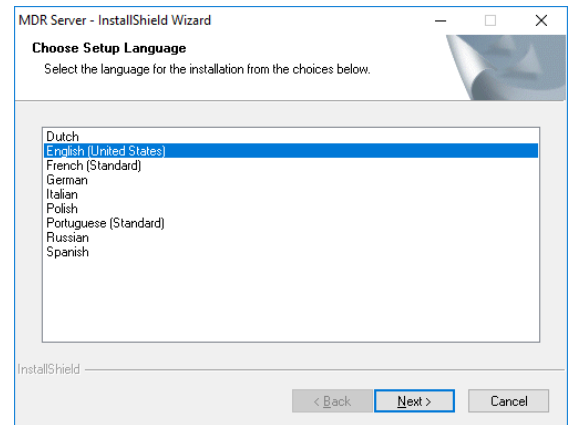 MDR Server - InstallShield Wizard
Choose Setup Language
Select the language for the installation from the choices below.
Dutch
English (United States)
French (Standard)
German
Italian
Polish
Portuguese (Standard)
Russian
Spanish
InstallShield
< Back
Next >
Cancel